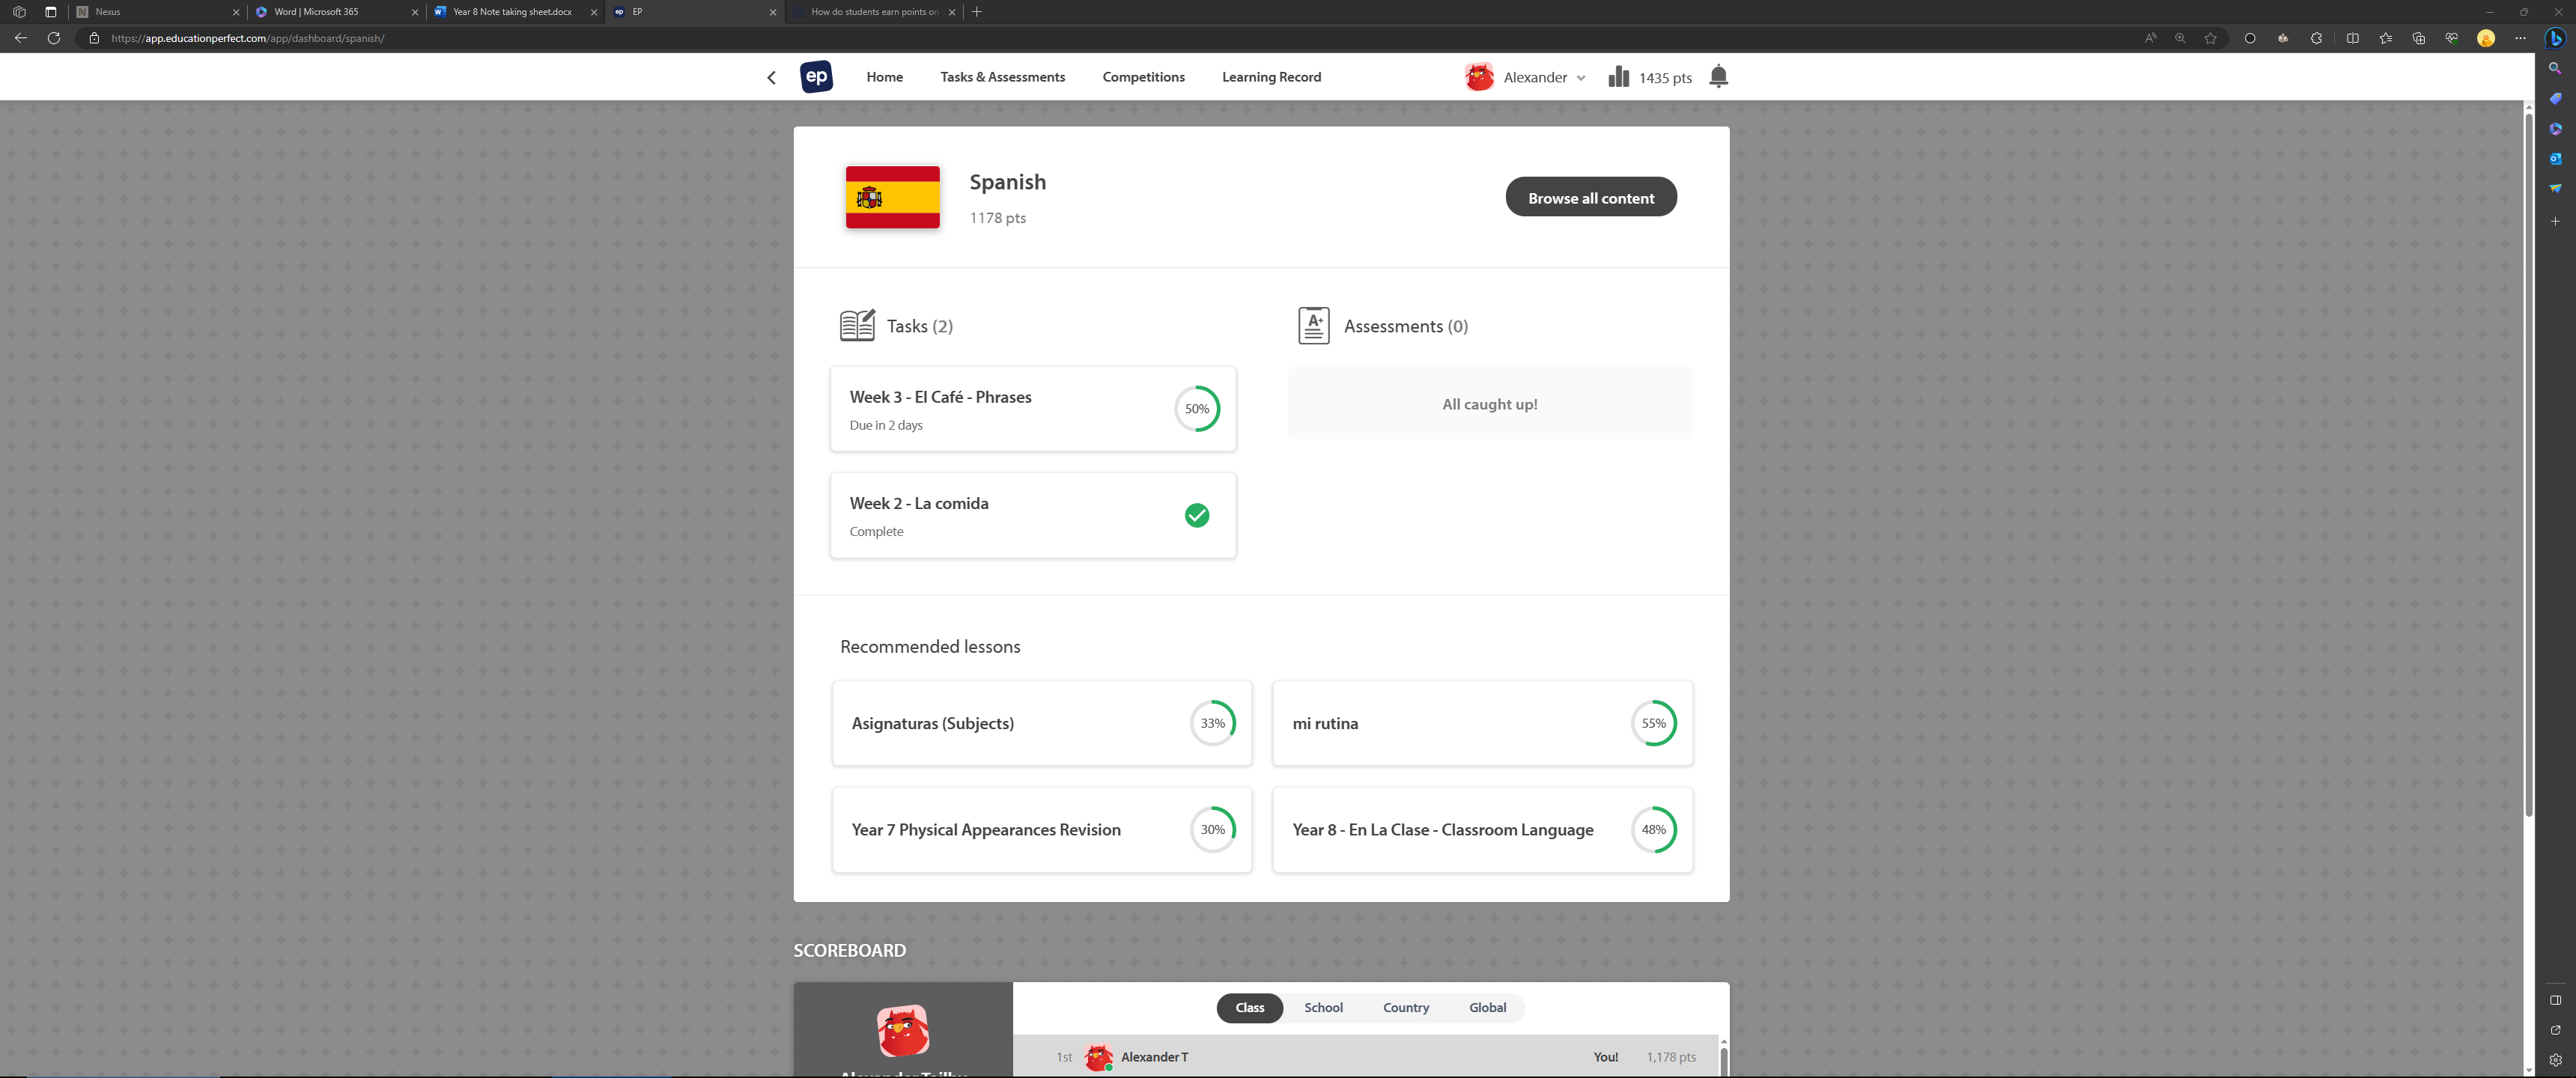 Nexus
Word | Microsoft 365
Year 8 Note taking sheet.docx
EP
How do students earn points on
https://app.educationperfect.com/app/dashboard/spanish/
ep Home Tasks & Assessments Competitions Learning Record Alexander 1435 pts
Spanish
1178 pts
Browse all content
Tasks (2)
Week 3 - El Café - Phrases
Due in 2 days
50%
Week 2 - La comida
Complete
A+ Assessments (0)
All caught up!
Recommended lessons
Asignaturas (Subjects) 33%
mi rutina 55%
Year 7 Physical Appearances Revision 30%
Year 8 - En La Clase - Classroom Language 48%
SCOREBOARD
Class School Country Global
1st Alexander T You! 1,178 pts